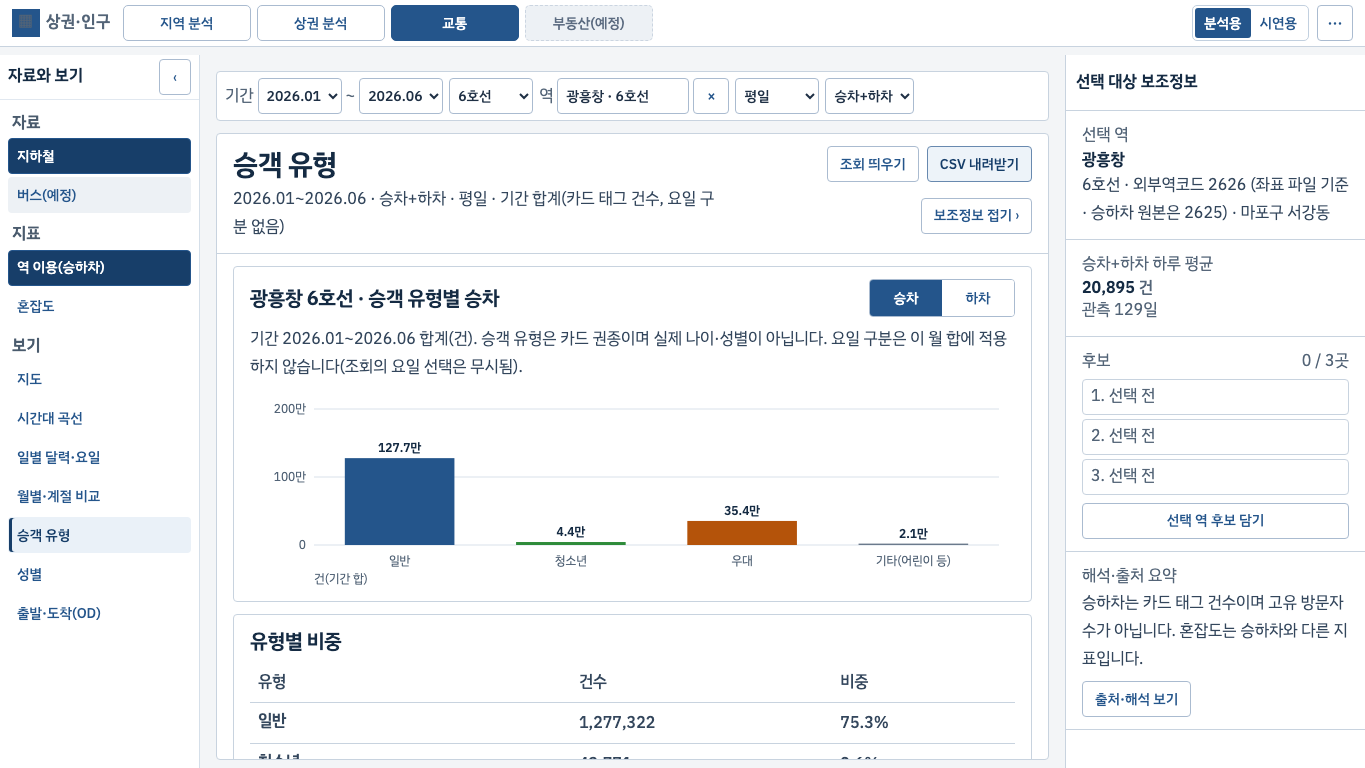 상권·인구
지역 분석
상권 분석
교통
부동산(예정)
분석용
시연용
···
자료와 보기
‹
자료
지하철
버스(예정)
지표
역 이용(승하차)
혼잡도
보기
지도
시간대 곡선
일별 달력·요일
월별·계절 비교
승객 유형
성별
출발·도착(OD)
기간 2026.01 ~ 2026.06 6호선 역 광흥창 · 6호선 × 평일 승차+하차
승객 유형
조회 띄우기
CSV 내려받기
2026.01~2026.06 · 승차+하차 · 평일 · 기간 합계(카드 태그 건수, 요일 구
분 없음)
보조정보 접기 ›
광흥창 6호선 · 승객 유형별 승차
승차
하차
기간 2026.01~2026.06 합계(건). 승객 유형은 카드 권종이며 실제 나이·성별이 아닙니다. 요일 구분은 이 월 합에 적용
하지 않습니다(조회의 요일 선택은 무시됨).
200만
100만
0
127.7만
4.4만
35.4만
2.1만
일반
청소년
우대
기타(어린이 등)
건(기간 합)
유형별 비중
유형 건수 비중
일반 1,277,322 75.3%
선택 대상 보조정보
선택 역
광흥창
6호선 · 외부역코드 2626 (좌표 파일 기준
· 승하차 원본은 2625) · 마포구 서강동
승차+하차 하루 평균
20,895 건
관측 129일
후보 0 / 3곳
1. 선택 전
2. 선택 전
3. 선택 전
선택 역 후보 담기
해석·출처 요약
승하차는 카드 태그 건수이며 고유 방문자
수가 아닙니다. 혼잡도는 승하차와 다른 지
표입니다.
출처·해석 보기